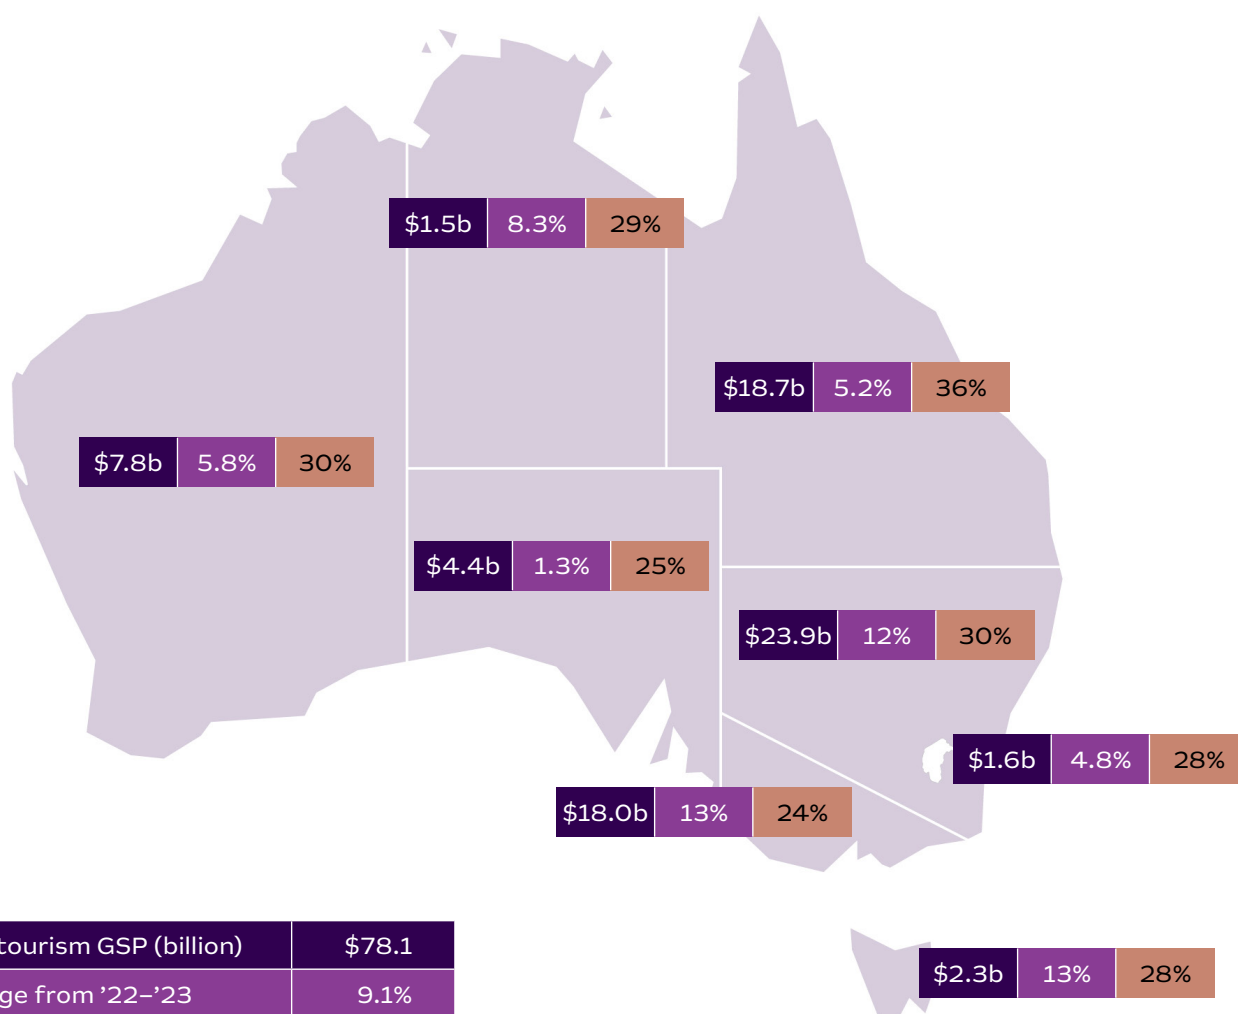 $1.5b 8.3% 29%
$18.7b 5.2% 36%
$7.8b 5.8% 30%
$4.4b 1.3% 25%
$23.9b 12% 30%
$1.6b 4.8% 28%
$18.0b 13% 24%
tourism GSP (billion) $78.1
from ’22–’23 9.1%
$2.3b 13% 28%